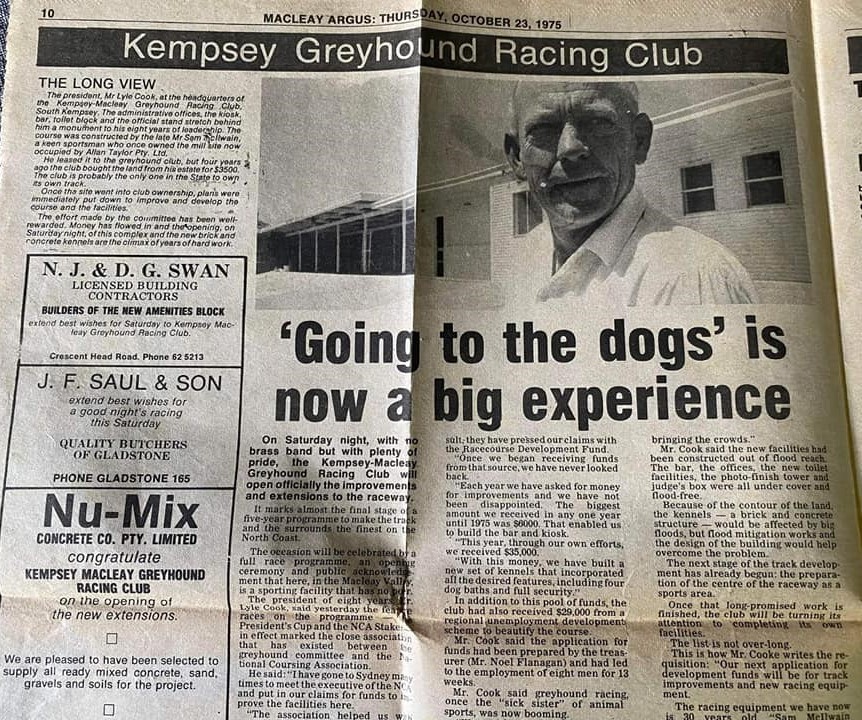 10
MACLEAY ARGUS: THURSDAY, OCTOBER 23, 1975
Kempsey Greyhound Racing Club
THE LONG VIEW
The president, Mr Lyle Cook, at the headquarters of
the Kempsey-Macleay Greyhound Racing Club,
South Kempsey. The administrative offices, the kiosk,
bar, toilet block and the official stand stretch behind
him a monument to his eight years of leadership. The
course was constructed by the late Mr Sam McIlwain,
a keen sportsman who once owned the mill site now
occupied by Allan Taylor Pty. Ltd.
He leased it to the greyhound club, but four years
ago the club bought the land from his estate for $3500.
The club is probably the only one in the State to own
its own track.
Once the site went into club ownership, plans were
immediately put down to improve and develop the
course and the facilities.
The effort made by the committee has been well-
rewarded. Money has flowed in and the opening, on
Saturday night, of this complex and the new brick and
concrete kennels are the climax of years of hard work.
N. J. & D. G. SWAN
LICENSED BUILDING
CONTRACTORS
BUILDERS OF THE NEW AMENITIES BLOCK
extend best wishes for Saturday to Kempsey Mac-
leay Greyhound Racing Club.
Crescent Head Road. Phone 62 5213
J. F. SAUL & SON
extend best wishes for
a good night's racing
this Saturday
QUALITY BUTCHERS
OF GLADSTONE
PHONE GLADSTONE 165
Nu-Mix
CONCRETE CO. PTY. LIMITED
congratulate
KEMPSEY MACLEAY GREYHOUND
RACING CLUB
on the opening of
the new extensions.
We are pleased to have been selected to
supply all ready mixed concrete, sand,
gravels and soils for the project.
'Going to the dogs' is
now a big experience
On Saturday night, with no
brass band but with plenty of
pride, the Kempsey-Macleay
Greyhound Racing Club will
open officially the improvements
and extensions to the raceway.
It marks almost the final stage of a
five-year programme to make the track
and the surrounds the finest on the
North Coast.
The occasion will be celebrated by a
full race programme, an opening
ceremony and public acknowledg-
ment that here, in the Macleay Valley,
is a sporting facility that has no peer.
The president of eight years, Mr
Lyle Cook, said yesterday the feature
races on the programme — the
President's Cup and the NCA Stakes —
in effect marked the close association
that has existed between the
greyhound committee and the Na-
tional Coursing Association.
He said: "I have gone to Sydney many
times to meet the executive of the NCA
and put in our claims for funds to im-
prove the facilities here.
"The association helped us
sult, they have pressed our claims with
the Racecourse Development Fund.
"Once we began receiving funds
from that source, we have never looked
back.
"Each year we have asked for money
for improvements and we have not
been disappointed. The biggest
amount we received in any one year
until 1975 was $6000. That enabled us
to build the bar and kiosk.
"This year, through our own efforts,
we received $35,000.
"With this money, we have built a
new set of kennels that incorporated
all the desired features, including four
dog baths and full security."
In addition to this pool of funds, the
club had also received $29,000 from a
regional unemployment development
scheme to beautify the course.
Mr. Cook said the application for
funds had been prepared by the treas-
urer (Mr. Noel Flanagan) and had led
to the employment of eight men for 13
weeks.
Mr. Cook said greyhound racing,
once the "sick sister" of animal
sports, was now booming.
bringing the crowds."
Mr. Cook said the new facilities had
been constructed out of flood reach.
The bar, the offices, the new toilet
facilities, the photo-finish tower and
judge's box were all under cover and
flood-free.
Because of the contour of the land,
the kennels — a brick and concrete
structure — would be affected by big
floods, but flood mitigation works and
the design of the building would help
overcome the problem.
The next stage of the track develop-
ment has already begun: the prepara-
tion of the centre of the raceway as a
sports area.
Once that long-promised work is
finished, the club will be turning its
attention to completing its own
facilities.
The list is not over-long.
This is how Mr. Cooke writes the re-
quisition: "Our next application for
development funds will be for track
improvements and new racing equip-
ment.
"The racing equipment we have now
is 30 years old. "Sam McIlwain